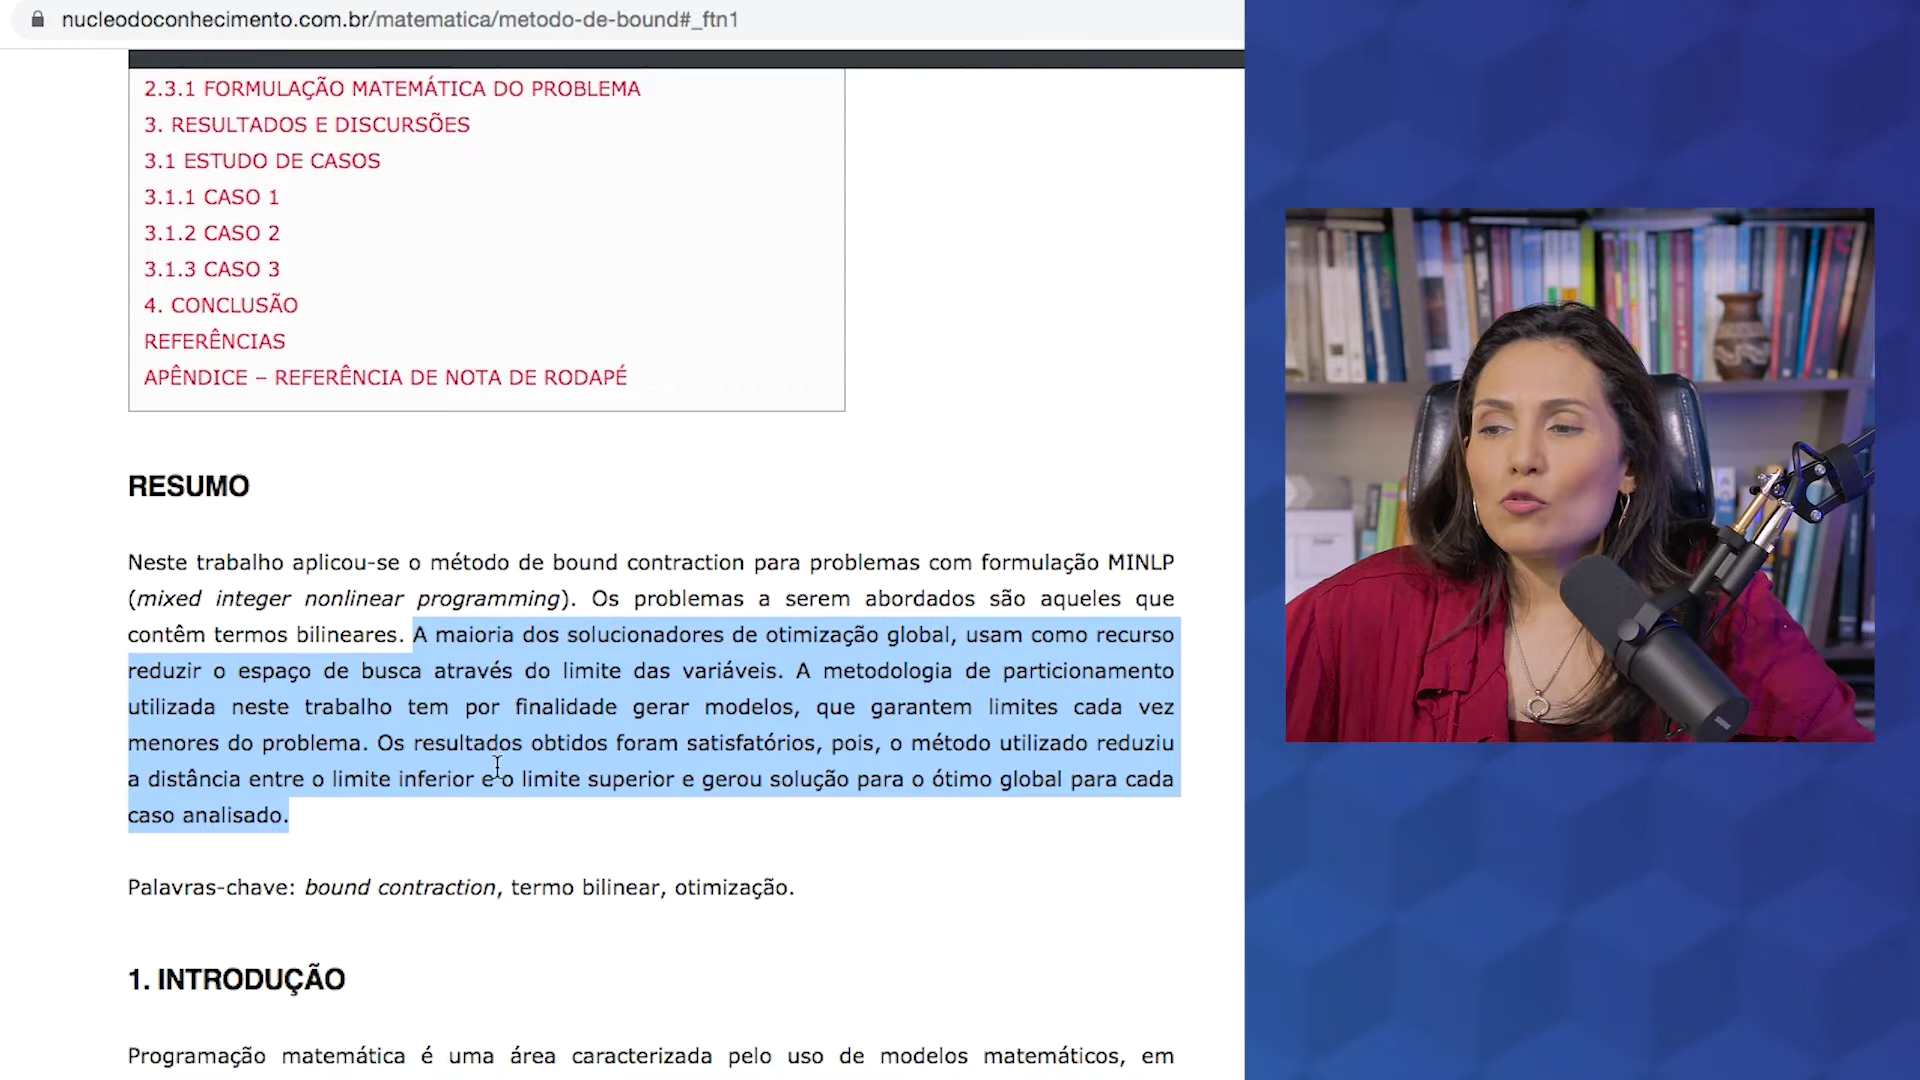 nucleodoconhecimento.com.br/matematica/metodo-de-bound#_ftn1
2.3.1 FORMULAÇÃO MATEMÁTICA DO PROBLEMA
3. RESULTADOS E DISCURSÕES
3.1 ESTUDO DE CASOS
3.1.1 CASO 1
3.1.2 CASO 2
3.1.3 CASO 3
4. CONCLUSÃO
REFERÊNCIAS
APÊNDICE – REFERÊNCIA DE NOTA DE RODAPÉ
RESUMO
Neste trabalho aplicou-se o método de bound contraction para problemas com formulação MINLP
(mixed integer nonlinear programming). Os problemas a serem abordados são aqueles que
contêm termos bilineares. A maioria dos solucionadores de otimização global, usam como recurso
reduzir o espaço de busca através do limite das variáveis. A metodologia de particionamento
utilizada neste trabalho tem por finalidade gerar modelos, que garantem limites cada vez
menores do problema. Os resultados obtidos foram satisfatórios, pois, o método utilizado reduziu
a distância entre o limite inferior e o limite superior e gerou solução para o ótimo global para cada
caso analisado.
Palavras-chave: bound contraction, termo bilinear, otimização.
1. INTRODUÇÃO
Programação matemática é uma área caracterizada pelo uso de modelos matemáticos, em